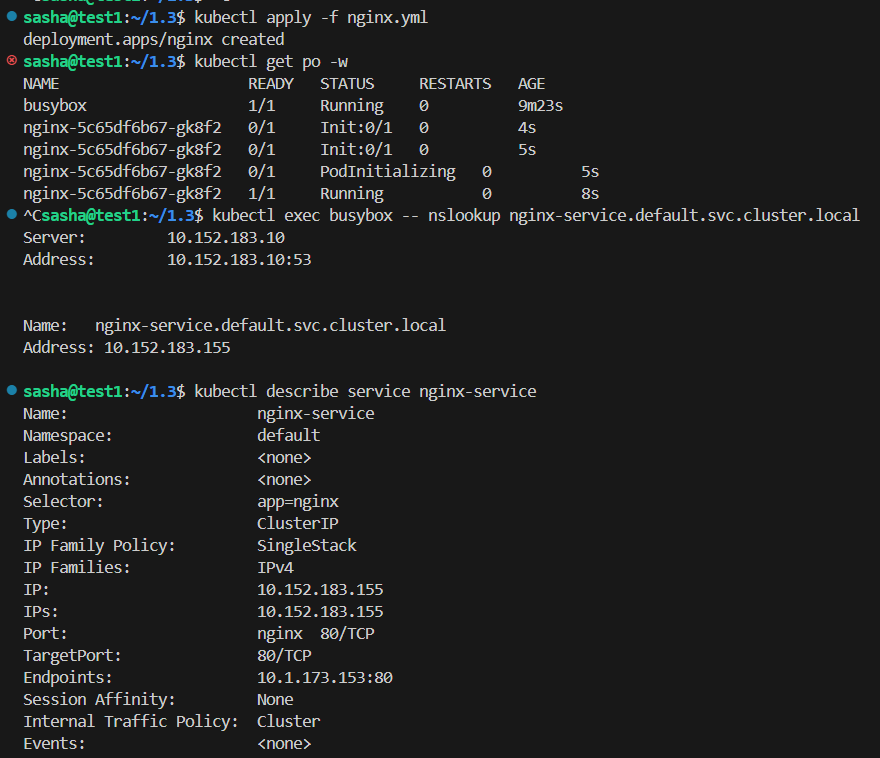 sasha@test1:~/1.3$ kubectl apply -f nginx.yml
deployment.apps/nginx created
sasha@test1:~/1.3$ kubectl get po -w
NAME                     READY   STATUS     RESTARTS   AGE
busybox                  1/1     Running    0          9m23s
nginx-5c65df6b67-gk8f2   0/1     Init:0/1   0          4s
nginx-5c65df6b67-gk8f2   0/1     Init:0/1   0          5s
nginx-5c65df6b67-gk8f2   0/1     PodInitializing   0          5s
nginx-5c65df6b67-gk8f2   1/1     Running           0          8s
^Csasha@test1:~/1.3$ kubectl exec busybox -- nslookup nginx-service.default.svc.cluster.local
Server:         10.152.183.10
Address:        10.152.183.10:53

Name:   nginx-service.default.svc.cluster.local
Address: 10.152.183.155

sasha@test1:~/1.3$ kubectl describe service nginx-service
Name:                     nginx-service
Namespace:                default
Labels:                   <none>
Annotations:              <none>
Selector:                 app=nginx
Type:                     ClusterIP
IP Family Policy:         SingleStack
IP Families:              IPv4
IP:                       10.152.183.155
IPs:                      10.152.183.155
Port:                     nginx  80/TCP
TargetPort:               80/TCP
Endpoints:                10.1.173.153:80
Session Affinity:         None
Internal Traffic Policy:  Cluster
Events:                   <none>